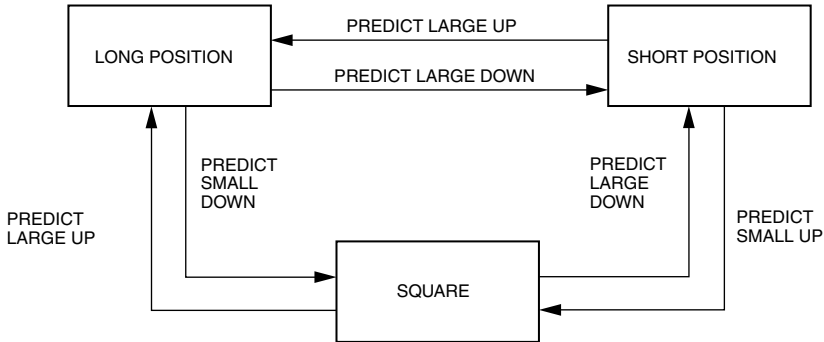 PREDICT LARGE UP
LONG POSITION
SHORT POSITION
PREDICT LARGE DOWN
PREDICT
SMALL
DOWN
PREDICT
LARGE
DOWN
PREDICT
LARGE UP
PREDICT
SMALL UP
SQUARE